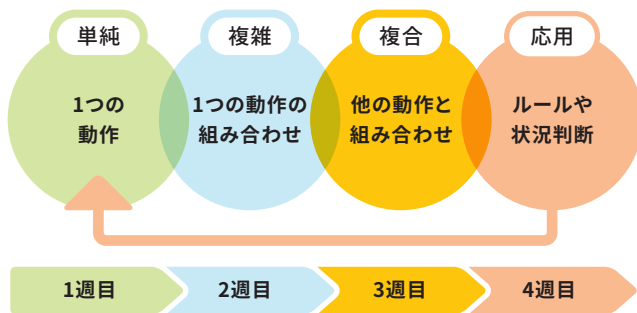 単純
1つの
動作
複雑
1つの動作の
組み合わせ
複合
他の動作と
組み合わせ
応用
ルールや
状況判断
1週目
2週目
3週目
4週目